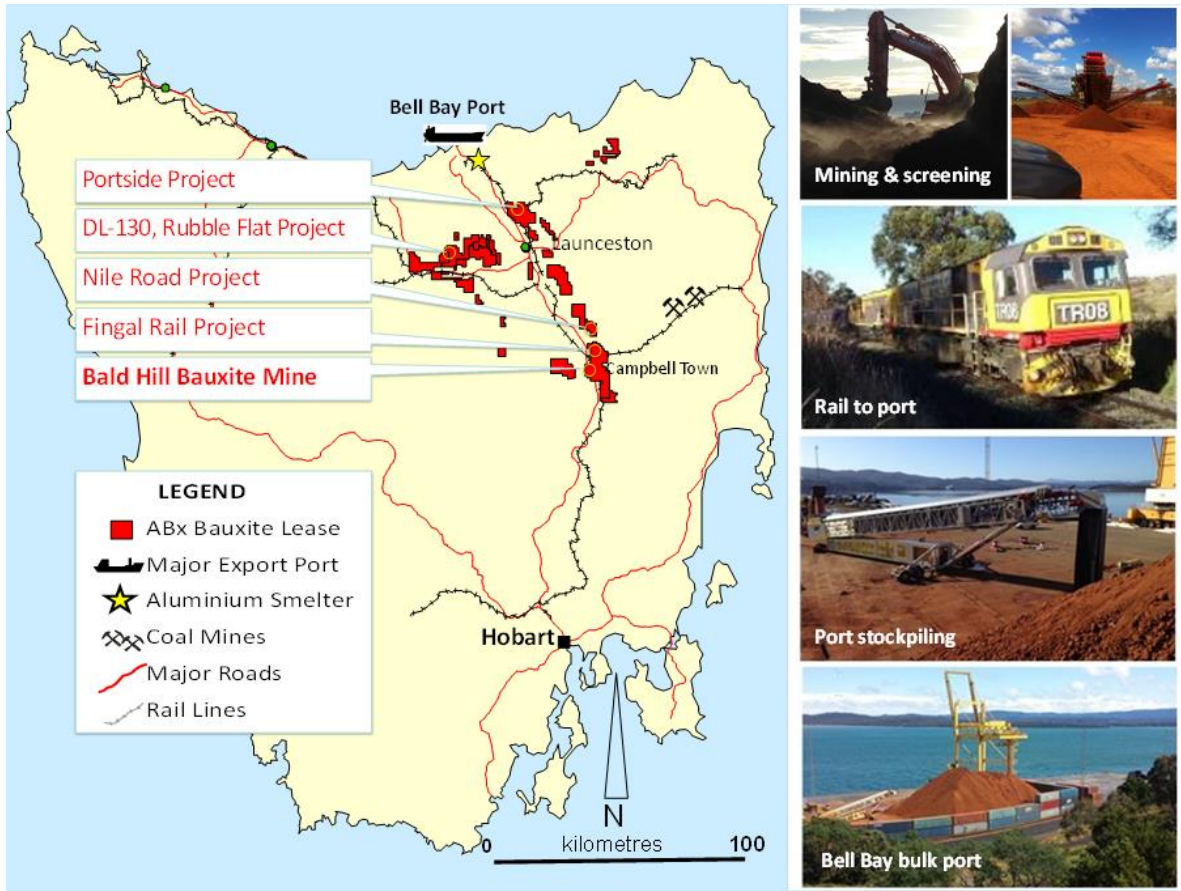 Bell Bay Port
Portside Project
DL-130, Rubble Flat Project
Launceston
Nile Road Project
Fingal Rail Project
Bald Hill Bauxite Mine
Campbell Town
LEGEND
ABx Bauxite Lease
Major Export Port
Aluminium Smelter
Coal Mines
Major Roads
Rail Lines
Hobart
N
kilometres
0
100
Mining & screening
TR08
TR08
Rail to port
Port stockpiling
Bell Bay bulk port